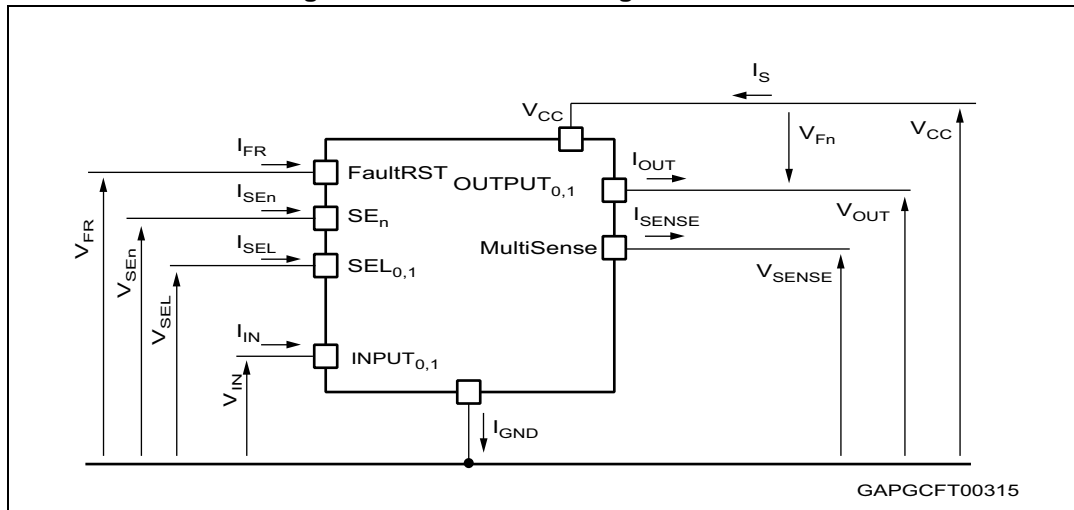 I_S
V_CC
V_Fn
V_CC
I_FR
FaultRST
OUTPUT_0,1
I_OUT
I_SEn
SE_n
I_SENSE
V_OUT
V_FR
I_SEL
MultiSense
V_SEn
SEL_0,1
V_SENSE
V_SEL
I_IN
INPUT_0,1
V_IN
I_GND
GAPGCFT00315